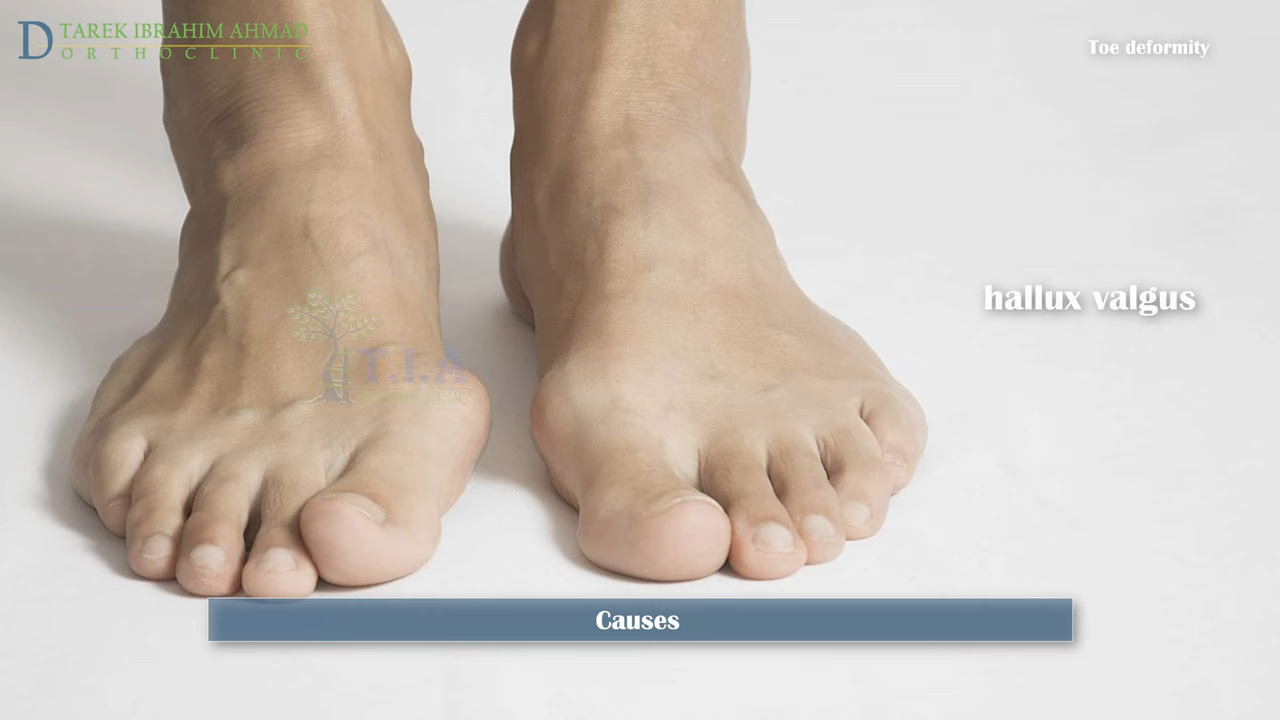 D TAREK IBRAHIM AHMAD
ORTHOCLINIC
Toe deformity
hallux valgus
T.I.A
Causes